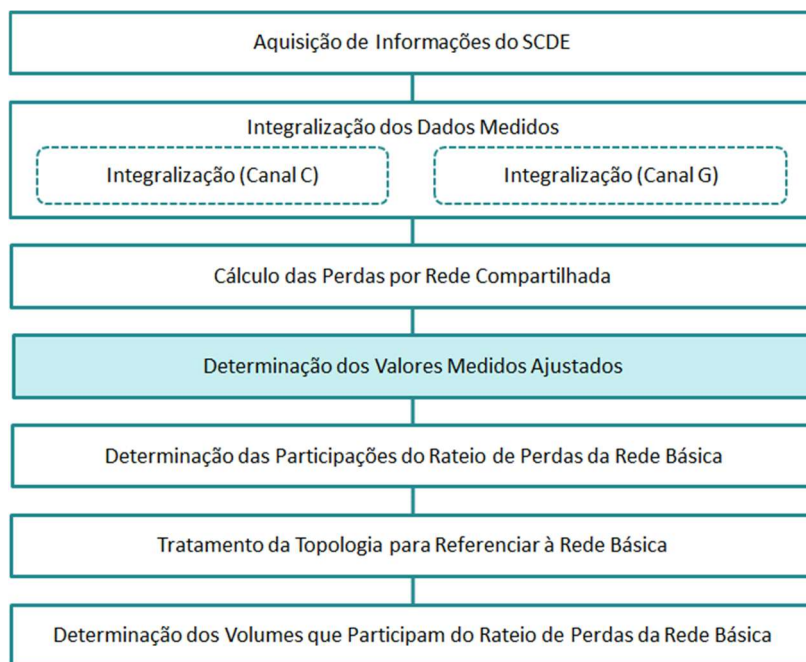 Aquisição de Informações do SCDE
Integralização dos Dados Medidos
Integralização (Canal C)
Integralização (Canal G)
Cálculo das Perdas por Rede Compartilhada
Determinação dos Valores Medidos Ajustados
Determinação das Participações do Rateio de Perdas da Rede Básica
Tratamento da Topologia para Referenciar à Rede Básica
Determinação dos Volumes que Participam do Rateio de Perdas da Rede Básica